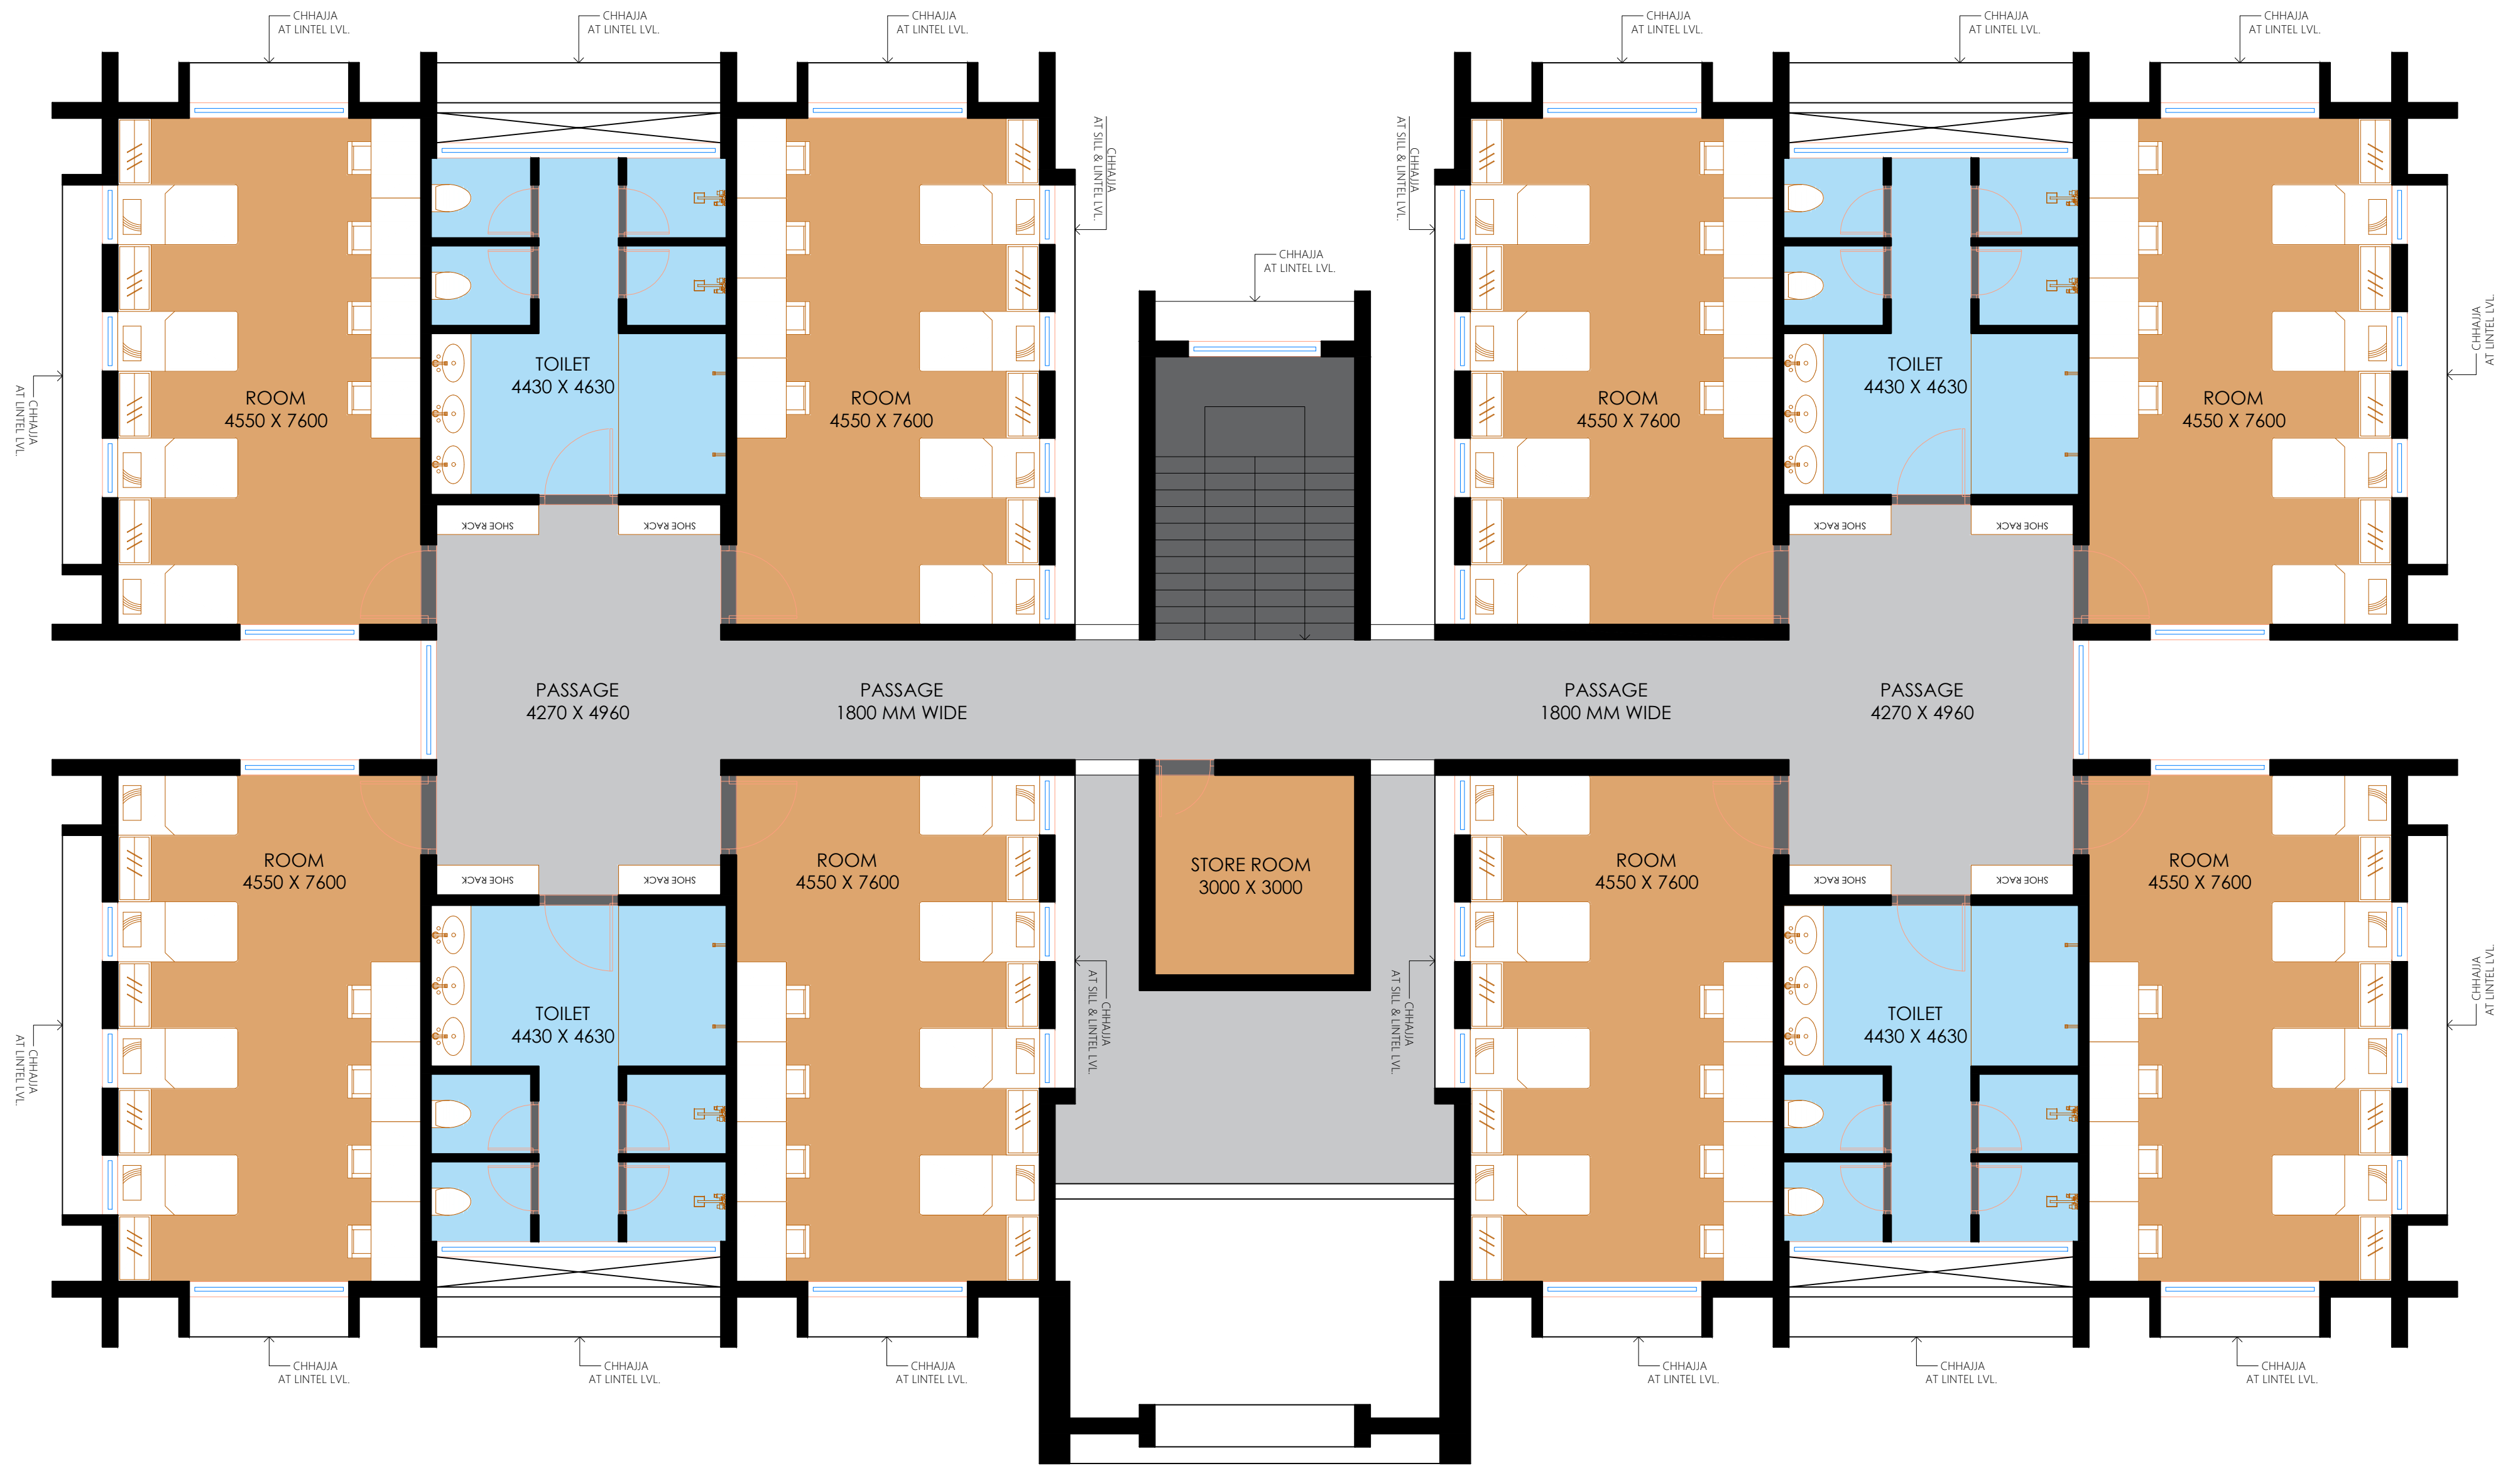 CHHAJJA
AT LINTEL LVL.
CHHAJJA
AT LINTEL LVL.
CHHAJJA
AT LINTEL LVL.
CHHAJJA
AT LINTEL LVL.
CHHAJJA
AT LINTEL LVL.
CHHAJJA
AT LINTEL LVL.
CHHAJJA
AT SILL & LINTEL LVL.
CHHAJJA
AT SILL & LINTEL LVL.
CHHAJJA
AT LINTEL LVL.
CHHAJJA
AT LINTEL LVL.
CHHAJJA
AT LINTEL LVL.
ROOM
4550 X 7600
TOILET
4430 X 4630
ROOM
4550 X 7600
ROOM
4550 X 7600
TOILET
4430 X 4630
ROOM
4550 X 7600
SHOE RACK
SHOE RACK
SHOE RACK
SHOE RACK
PASSAGE
4270 X 4960
PASSAGE
1800 MM WIDE
PASSAGE
1800 MM WIDE
PASSAGE
4270 X 4960
ROOM
4550 X 7600
ROOM
4550 X 7600
STORE ROOM
3000 X 3000
ROOM
4550 X 7600
ROOM
4550 X 7600
SHOE RACK
SHOE RACK
SHOE RACK
SHOE RACK
TOILET
4430 X 4630
TOILET
4430 X 4630
CHHAJJA
AT LINTEL LVL.
CHHAJJA
AT SILL & LINTEL LVL.
CHHAJJA
AT SILL & LINTEL LVL.
CHHAJJA
AT LINTEL LVL.
CHHAJJA
AT LINTEL LVL.
CHHAJJA
AT LINTEL LVL.
CHHAJJA
AT LINTEL LVL.
CHHAJJA
AT LINTEL LVL.
CHHAJJA
AT LINTEL LVL.
CHHAJJA
AT LINTEL LVL.